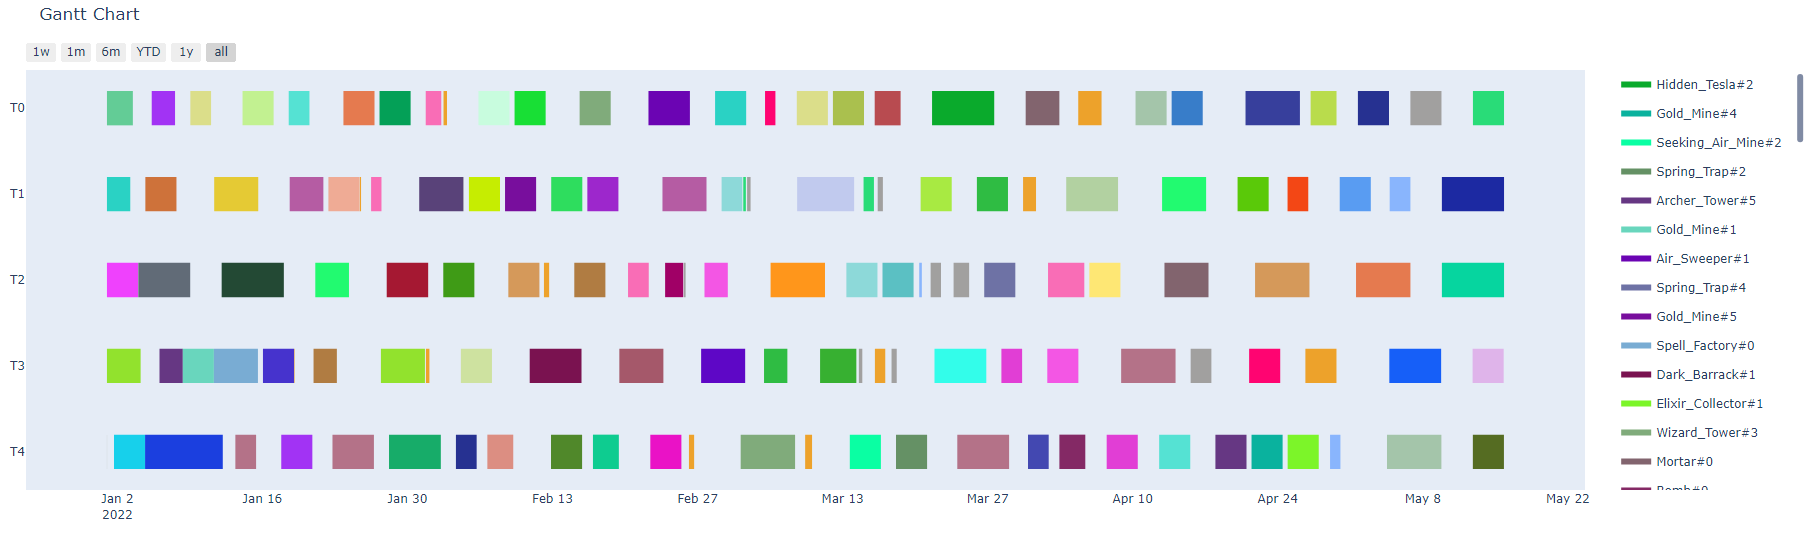 Gantt Chart
1w 1m 6m YTD 1y all
T0
T1
T2
T3
T4
Jan 2 Jan 16 Jan 30 Feb 13 Feb 27 Mar 13 Mar 27 Apr 10 Apr 24 May 8 May 22
2022
Hidden_Tesla#2
Gold_Mine#4
Seeking_Air_Mine#2
Spring_Trap#2
Archer_Tower#5
Gold_Mine#1
Air_Sweeper#1
Spring_Trap#4
Gold_Mine#5
Spell_Factory#0
Dark_Barrack#1
Elixir_Collector#1
Wizard_Tower#3
Mortar#0